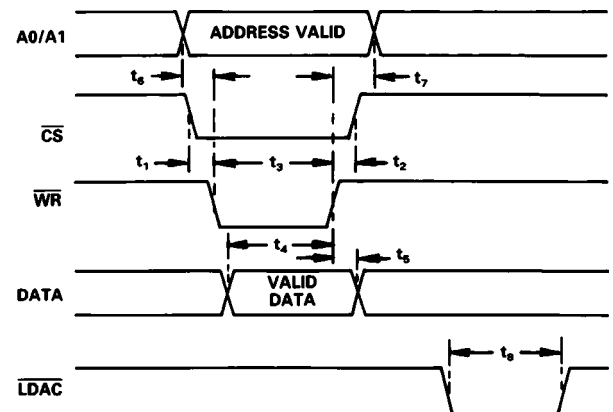 A0/A1
ADDRESS VALID
t6
t7
CS
t1
t3
t2
WR
t4
t5
DATA
VALID
DATA
t8
LDAC